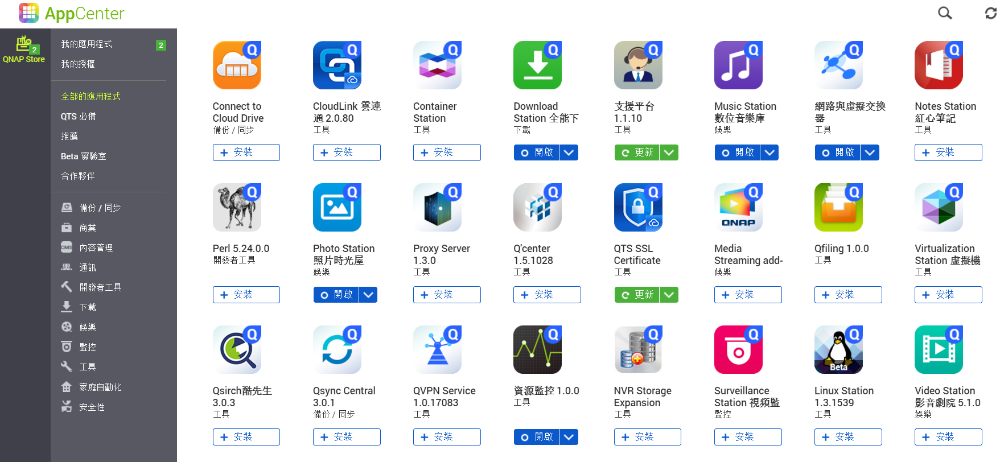 AppCenter
2
QNAP Store
我的應用程式
2
我的授權
全部的應用程式
QTS 必備
推薦
Beta 實驗室
合作夥伴
備份 / 同步
商業
CMS
內容管理
通訊
開發者工具
下載
娛樂
監控
工具
家庭自動化
安全性
Q
Q
Q
Q
Q
Q
Q
Q
Connect to
Cloud Drive
備份 / 同步
安裝
CloudLink 雲連
通 2.0.80
工具
安裝
Container
Station
工具
安裝
Download
Station 全能下
下載
開啟
支援平台
1.1.10
工具
更新
Music Station
數位音樂庫
娛樂
開啟
網路與虛擬交換
器
工具
開啟
Notes Station
紅心筆記
工具
安裝
Q
Q
Q
Q
Q
Q
QNAP
Q
Q
Perl 5.24.0.0
開發者工具
安裝
Photo Station
照片時光屋
娛樂
開啟
Proxy Server
1.3.0
工具
安裝
Q'center
1.5.1028
工具
安裝
QTS SSL
Certificate
工具
更新
Media
Streaming add-
娛樂
安裝
Qfiling 1.0.0
工具
安裝
Virtualization
Station 虛擬機
工具
安裝
Q
Q
Q
Q
Q
Q
Q
Beta
Q
Qsirch酷先生
3.0.3
工具
安裝
Qsync Central
3.0.1
備份 / 同步
安裝
QVPN Service
1.0.17083
工具
安裝
資源監控 1.0.0
工具
開啟
NVR Storage
Expansion
工具
安裝
Surveillance
Station 視頻監
監控
安裝
Linux Station
1.3.1539
工具
安裝
Video Station
影音劇院 5.1.0
娛樂
安裝